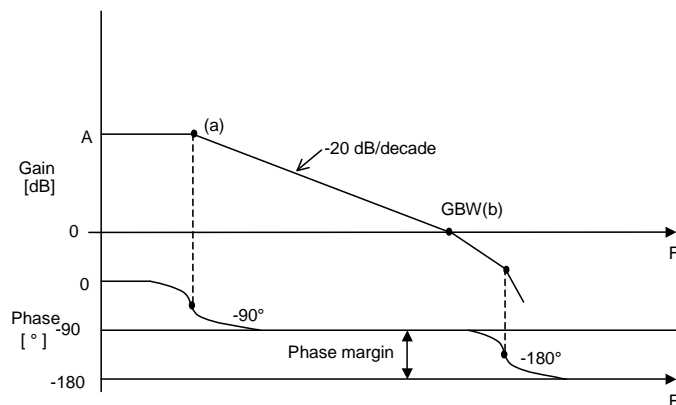 (a)
A
-20 dB/decade
Gain
[dB]
GBW(b)
0
F
0
Phase
-90°
-90
[ ° ]
Phase margin
-180°
-180
F